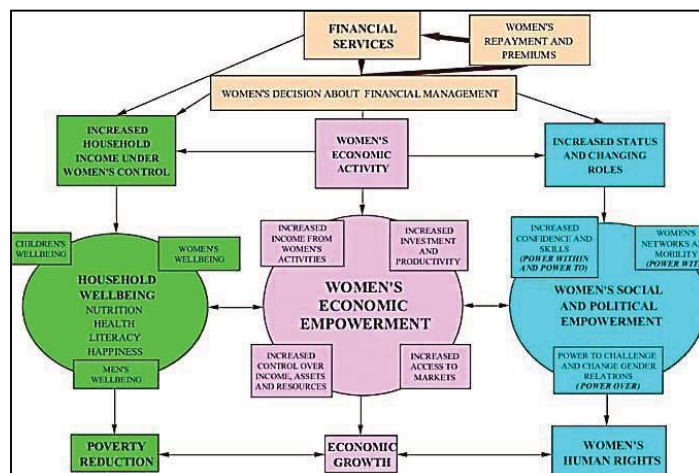 FINANCIAL
SERVICES
WOMEN'S
REPAYMENT AND
PREMIUMS
WOMEN'S DECISION ABOUT FINANCIAL MANAGEMENT
INCREASED
HOUSEHOLD
INCOME UNDER
WOMEN'S CONTROL
WOMEN'S
ECONOMIC
ACTIVITY
INCREASED STATUS
AND CHANGING
ROLES
CHILDREN'S
WELLBEING
WOMEN'S
WELLBEING
HOUSEHOLD
WELLBEING
NUTRITION
HEALTH
LITERACY
HAPPINESS
MEN'S
WELLBEING
INCREASED
INCOME FROM
WOMEN'S
ACTIVITIES
INCREASED
INVESTMENT
AND
PRODUCTIVITY
WOMEN'S
ECONOMIC
EMPOWERMENT
INCREASED
CONTROL OVER
INCOME, ASSETS
AND RESOURCES
INCREASED
ACCESS TO
MARKETS
INCREASED
CONFIDENCE AND
SKILLS
(POWER WITHIN
AND POWER TO)
WOMEN'S
NETWORKS
MOBILITY
(POWER
WOMEN'S SOCIAL
AND POLITICAL
EMPOWERMENT
POWER TO CHALLENGE
AND CHANGE GENDER
RELATIONS
(POWER OVER)
POVERTY
REDUCTION
ECONOMIC
GROWTH
WOMEN'S
HUMAN RIGHTS